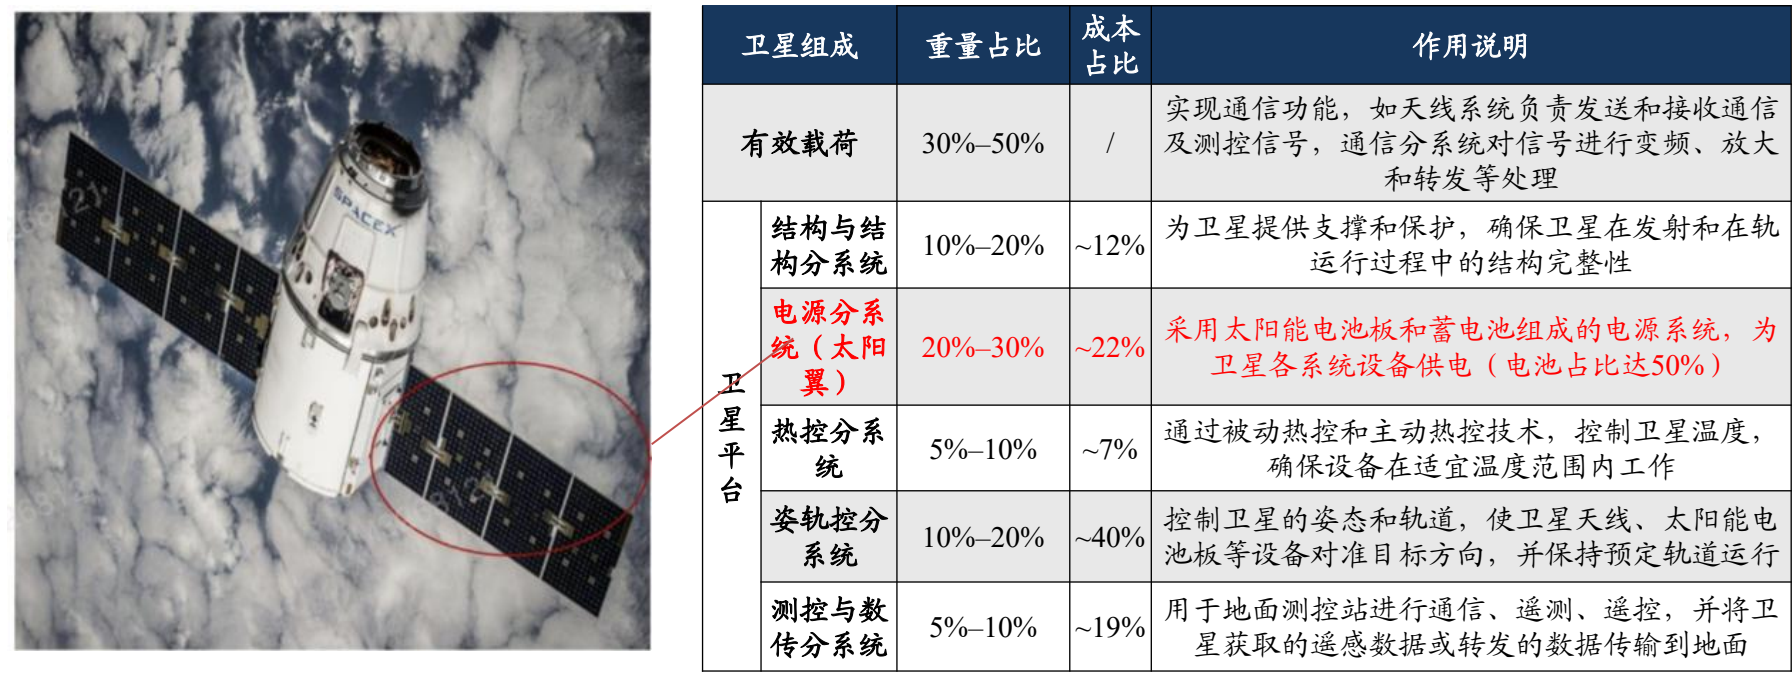 SPACEX
卫星组成
重量占比
成本
占比
作用说明
有效载荷
30%–50%
/
实现通信功能，如天线系统负责发送和接收通信
及测控信号，通信分系统对信号进行变频、放大
和转发等处理
卫
星
平
台
结构与结
构分系统
10%–20%
~12%
为卫星提供支撑和保护，确保卫星在发射和在轨
运行过程中的结构完整性
电源分系
统（太阳
翼）
20%–30%
~22%
采用太阳能电池板和蓄电池组成的电源系统，为
卫星各系统设备供电（电池占比达50%）
热控分系
统
5%–10%
~7%
通过被动热控和主动热控技术，控制卫星温度，
确保设备在适宜温度范围内工作
姿轨控分
系统
10%–20%
~40%
控制卫星的姿态和轨道，使卫星天线、太阳能电
池板等设备对准目标方向，并保持预定轨道运行
测控与数
传分系统
5%–10%
~19%
用于地面测控站进行通信、遥测、遥控，并将卫
星获取的遥感数据或转发的数据传输到地面